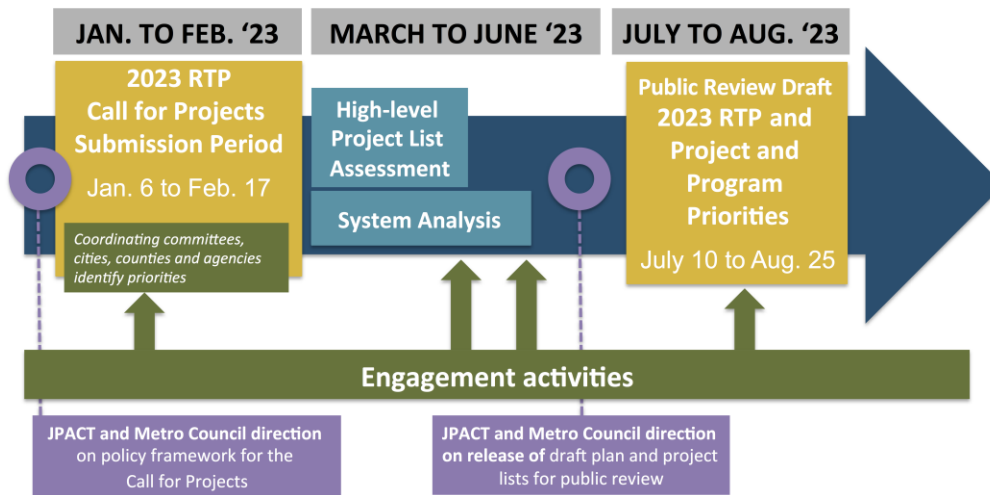 JAN. TO FEB. ‘23
MARCH TO JUNE ‘23
JULY TO AUG. ‘23
2023 RTP
Call for Projects
Submission Period
Jan. 6 to Feb. 17
Coordinating committees,
cities, counties and agencies
identify priorities
High-level
Project List
Assessment
System Analysis
Public Review Draft
2023 RTP and
Project and
Program
Priorities
July 10 to Aug. 25
Engagement activities
JPACT and Metro Council direction
on policy framework for the
Call for Projects
JPACT and Metro Council direction
on release of draft plan and project
lists for public review